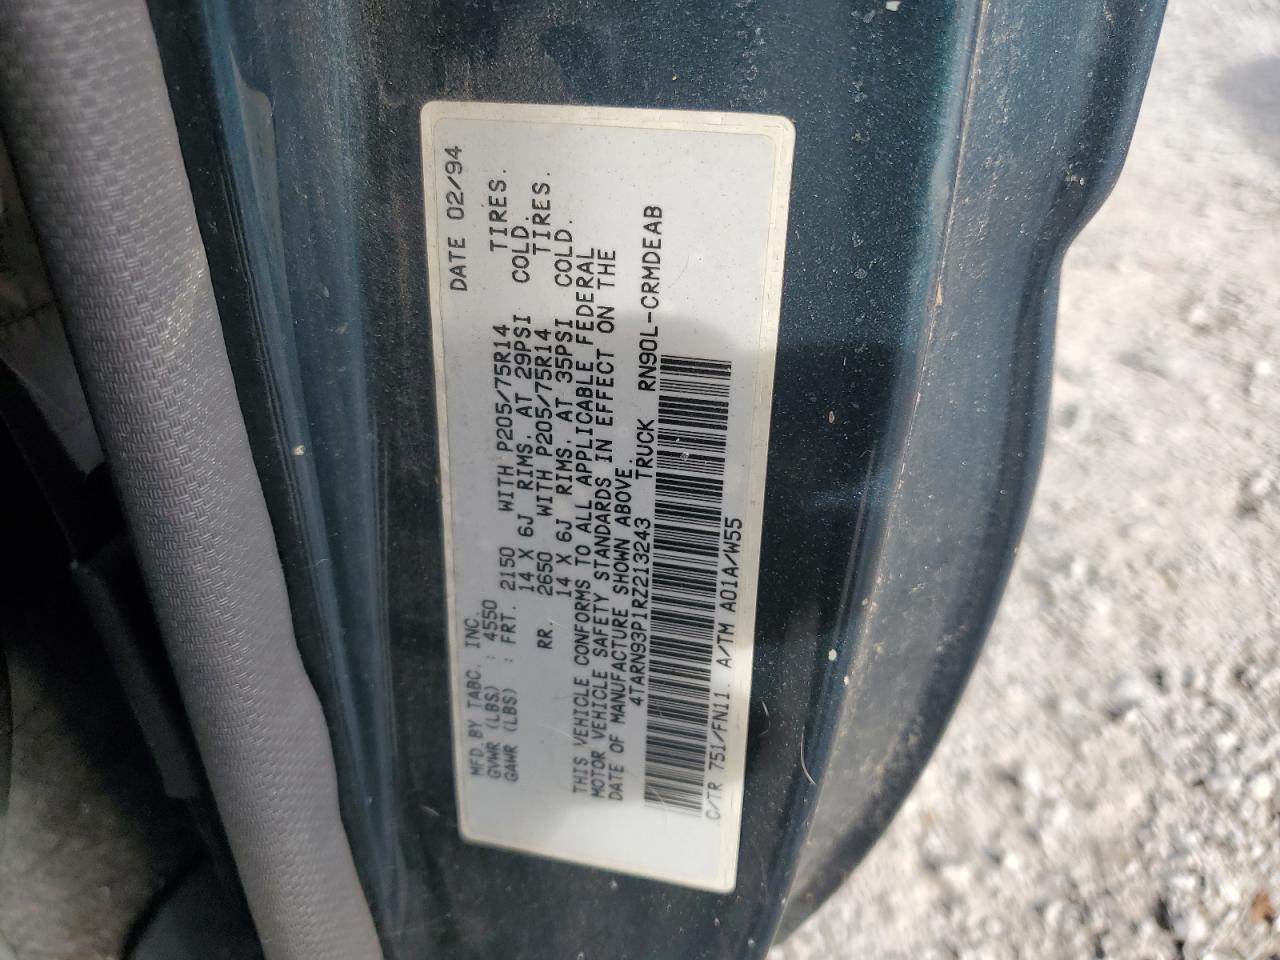 MFD. BY TABC. INC. DATE 02/94
GVWR (LBS) : 4550
GAWR (LBS) : FRT. 2150 WITH P205/75R14 TIRES.
14 X 6J RIMS. AT 29PSI COLD.
RR. 2650 WITH P205/75R14 TIRES.
14 X 6J RIMS. AT 35PSI COLD.
THIS VEHICLE CONFORMS TO ALL APPLICABLE FEDERAL
MOTOR VEHICLE SAFETY STANDARDS IN EFFECT ON THE
DATE OF MANUFACTURE SHOWN ABOVE.
4TARN93P1RZ213243 TRUCK RN90L-CRMDEAB
C/TR 751/FN11. A/TM A01A/W55